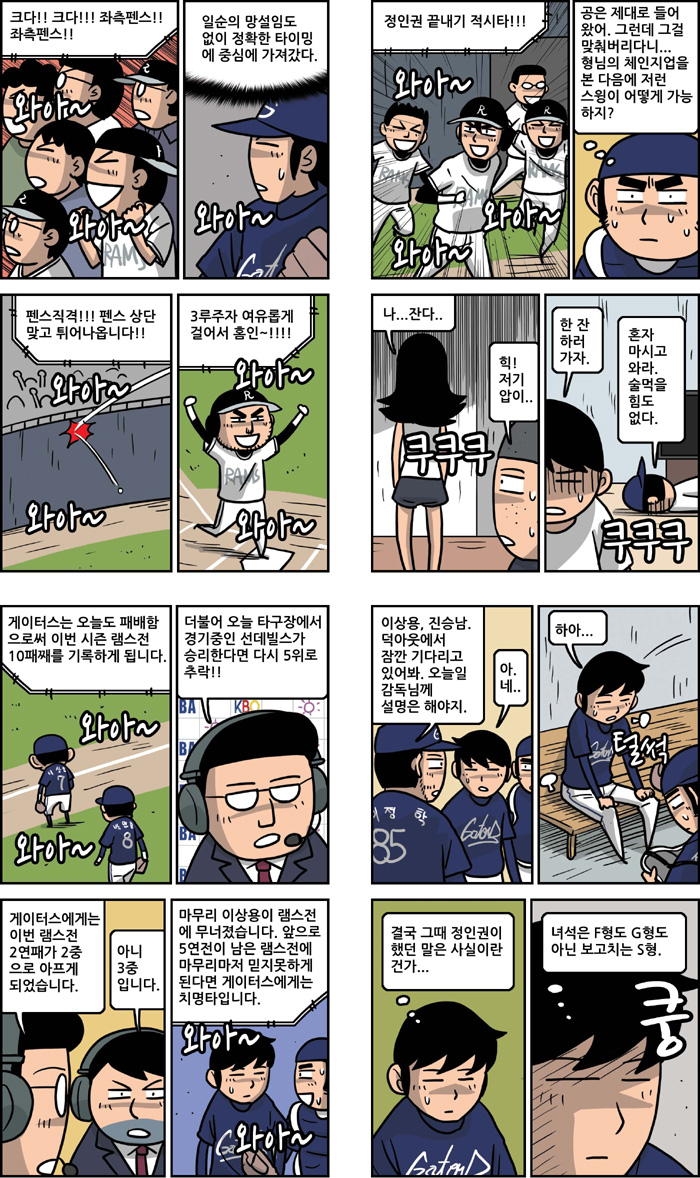 크다!! 크다!!! 좌측펜스!!
좌측펜스!!
와아~
와아~
R
RAMS
일순의 망설임도
없이 정확한 타이밍
에 중심에 가져갔다.
와아~
G
Gators
펜스직격!!! 펜스 상단
맞고 튀어나옵니다!!
와아~
와아~
3루주자 여유롭게
걸어서 홈인~!!!!
와아~
R
RAMS
와아~
정인권 끝내기 적시타!!!
와아~
R
RAMS
RAMS
와아~
와아~
공은 제대로 들어
왔어. 그런데 그걸
맞춰버리다니...
형님의 체인지업을
본 다음에 저런
스윙이 어떻게 가능
하지?
나...잔다..
힉!
저기
압이..
쿠쿠쿠
한 잔
하러
가자.
혼자
마시고
와라.
술먹을
힘도
없다.
쿠쿠쿠
게이터스는 오늘도 패배함
으로써 이번 시즌 램스전
10패째를 기록하게 됩니다.
와아~
7
8
와아~
더불어 오늘 타구장에서
경기중인 선데빌스가
승리한다면 다시 5위로
추락!!
BA
KBO
BA
게이터스에게는
이번 램스전
2연패가 2중
으로 아프게
되었습니다.
아니
3중
입니다.
마무리 이상용이 램스전
에 무너졌습니다. 앞으로
5연전이 남은 램스전에
마무리마저 믿지못하게
된다면 게이터스에게는
치명타입니다.
와아~
와아~
이상용, 진승남.
덕아웃에서
잠깐 기다리고
있어봐. 오늘일
감독님께
설명은 해야지.
아.
네..
85
Gators
하아...
털썩
결국 그때 정인권이
했던 말은 사실이란
건가...
Gators
녀석은 F형도 G형도
아닌 보고치는 S형.
쿵